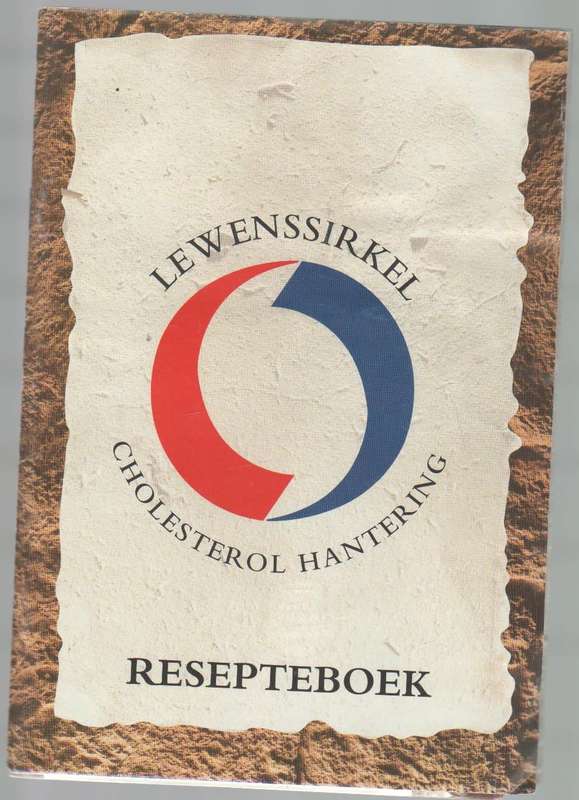 LEWENSSIRKEL
CHOLESTEROL HANTERING
RESEPTEBOEK